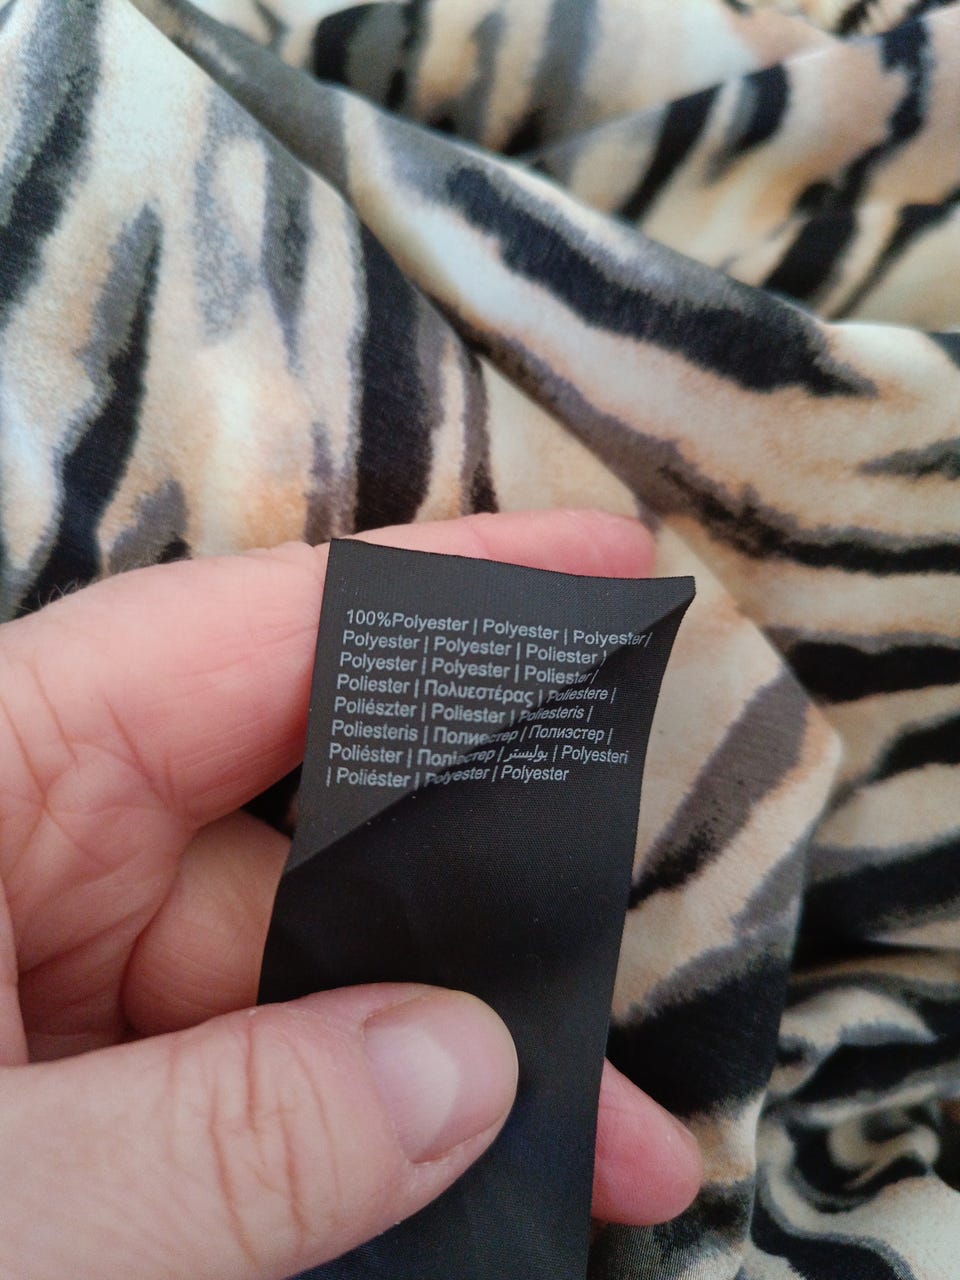 100%Polyester | Polyester | Polyester |
Polyester | Polyester | Poliester |
Polyester | Polyester | Poliester |
Poliester | Πολυεστέρας | Poliestere |
Poliészter | Poliester | Poliesteris |
Poliesteris | Полиестер | Полиэстер |
Poliéster | Поліестер | بوليستر | Polyesteri
| Poliéster | Polyester | Polyester